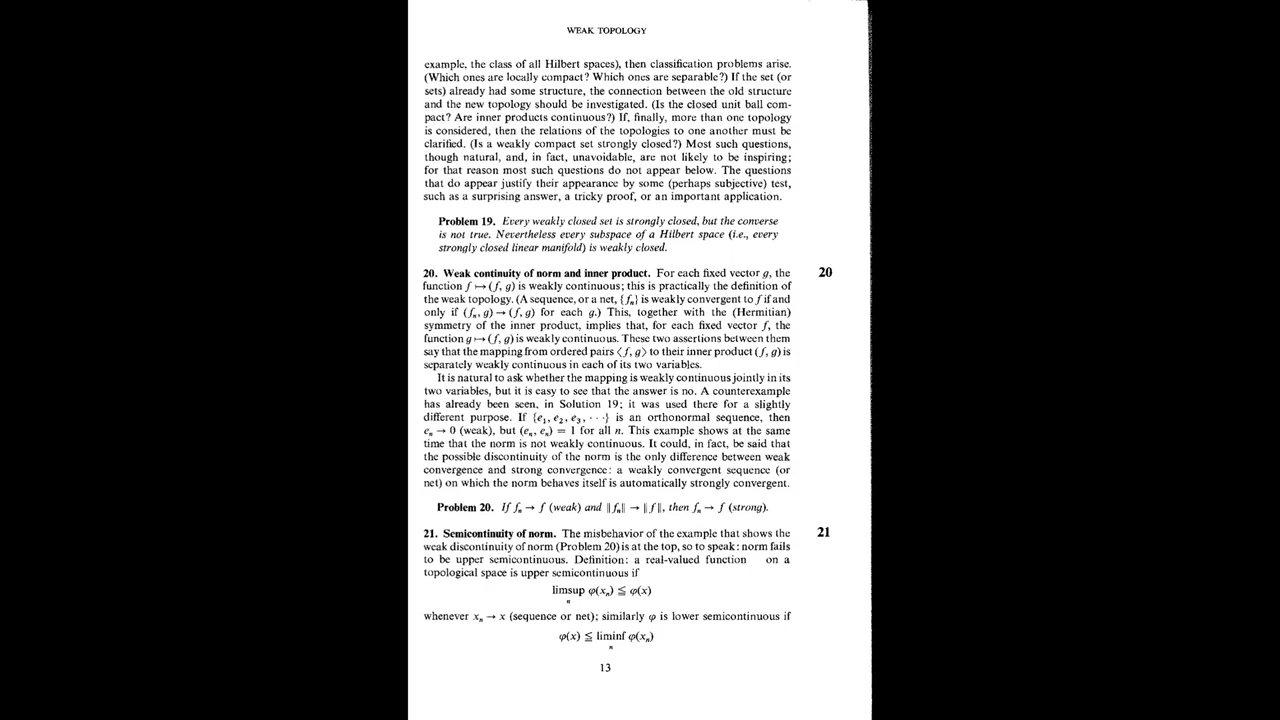 WEAK TOPOLOGY
example, the class of all Hilbert spaces), then classification problems arise.
(Which ones are locally compact? Which ones are separable?) If the set (or
sets) already had some structure, the connection between the old structure
and the new topology should be investigated. (Is the closed unit ball com-
pact? Are inner products continuous?) If, finally, more than one topology
is considered, then the relations of the topologies to one another must be
clarified. (Is a weakly compact set strongly closed?) Most such questions,
though natural, and, in fact, unavoidable, are not likely to be inspiring;
for that reason most such questions do not appear below. The questions
that do appear justify their appearance by some (perhaps subjective) test,
such as a surprising answer, a tricky proof, or an important application.
Problem 19. Every weakly closed set is strongly closed, but the converse
is not true. Nevertheless every subspace of a Hilbert space (i.e., every
strongly closed linear manifold) is weakly closed.
20. Weak continuity of norm and inner product. For each fixed vector g, the 20
function f ↦ (f, g) is weakly continuous; this is practically the definition of
the weak topology. (A sequence, or a net, {fₙ} is weakly convergent to f if and
only if (fₙ, g) → (f, g) for each g.) This, together with the (Hermitian)
symmetry of the inner product, implies that, for each fixed vector f, the
function g ↦ (f, g) is weakly continuous. These two assertions between them
say that the mapping from ordered pairs ⟨f, g⟩ to their inner product (f, g) is
separately weakly continuous in each of its two variables.
It is natural to ask whether the mapping is weakly continuous jointly in its
two variables, but it is easy to see that the answer is no. A counterexample
has already been seen, in Solution 19; it was used there for a slightly
different purpose. If {e₁, e₂, e₃, · · ·} is an orthonormal sequence, then
eₙ → 0 (weak), but (eₙ, eₙ) = 1 for all n. This example shows at the same
time that the norm is not weakly continuous. It could, in fact, be said that
the possible discontinuity of the norm is the only difference between weak
convergence and strong convergence: a weakly convergent sequence (or
net) on which the norm behaves itself is automatically strongly convergent.
Problem 20. If fₙ → f (weak) and ‖fₙ‖ → ‖f‖, then fₙ → f (strong).
21. Semicontinuity of norm. The misbehavior of the example that shows the 21
weak discontinuity of norm (Problem 20) is at the top, so to speak: norm fails
to be upper semicontinuous. Definition: a real-valued function on a
topological space is upper semicontinuous if
limsup φ(xₙ) ≦ φ(x)
n
whenever xₙ → x (sequence or net); similarly φ is lower semicontinuous if
φ(x) ≦ liminf φ(xₙ)
n
13